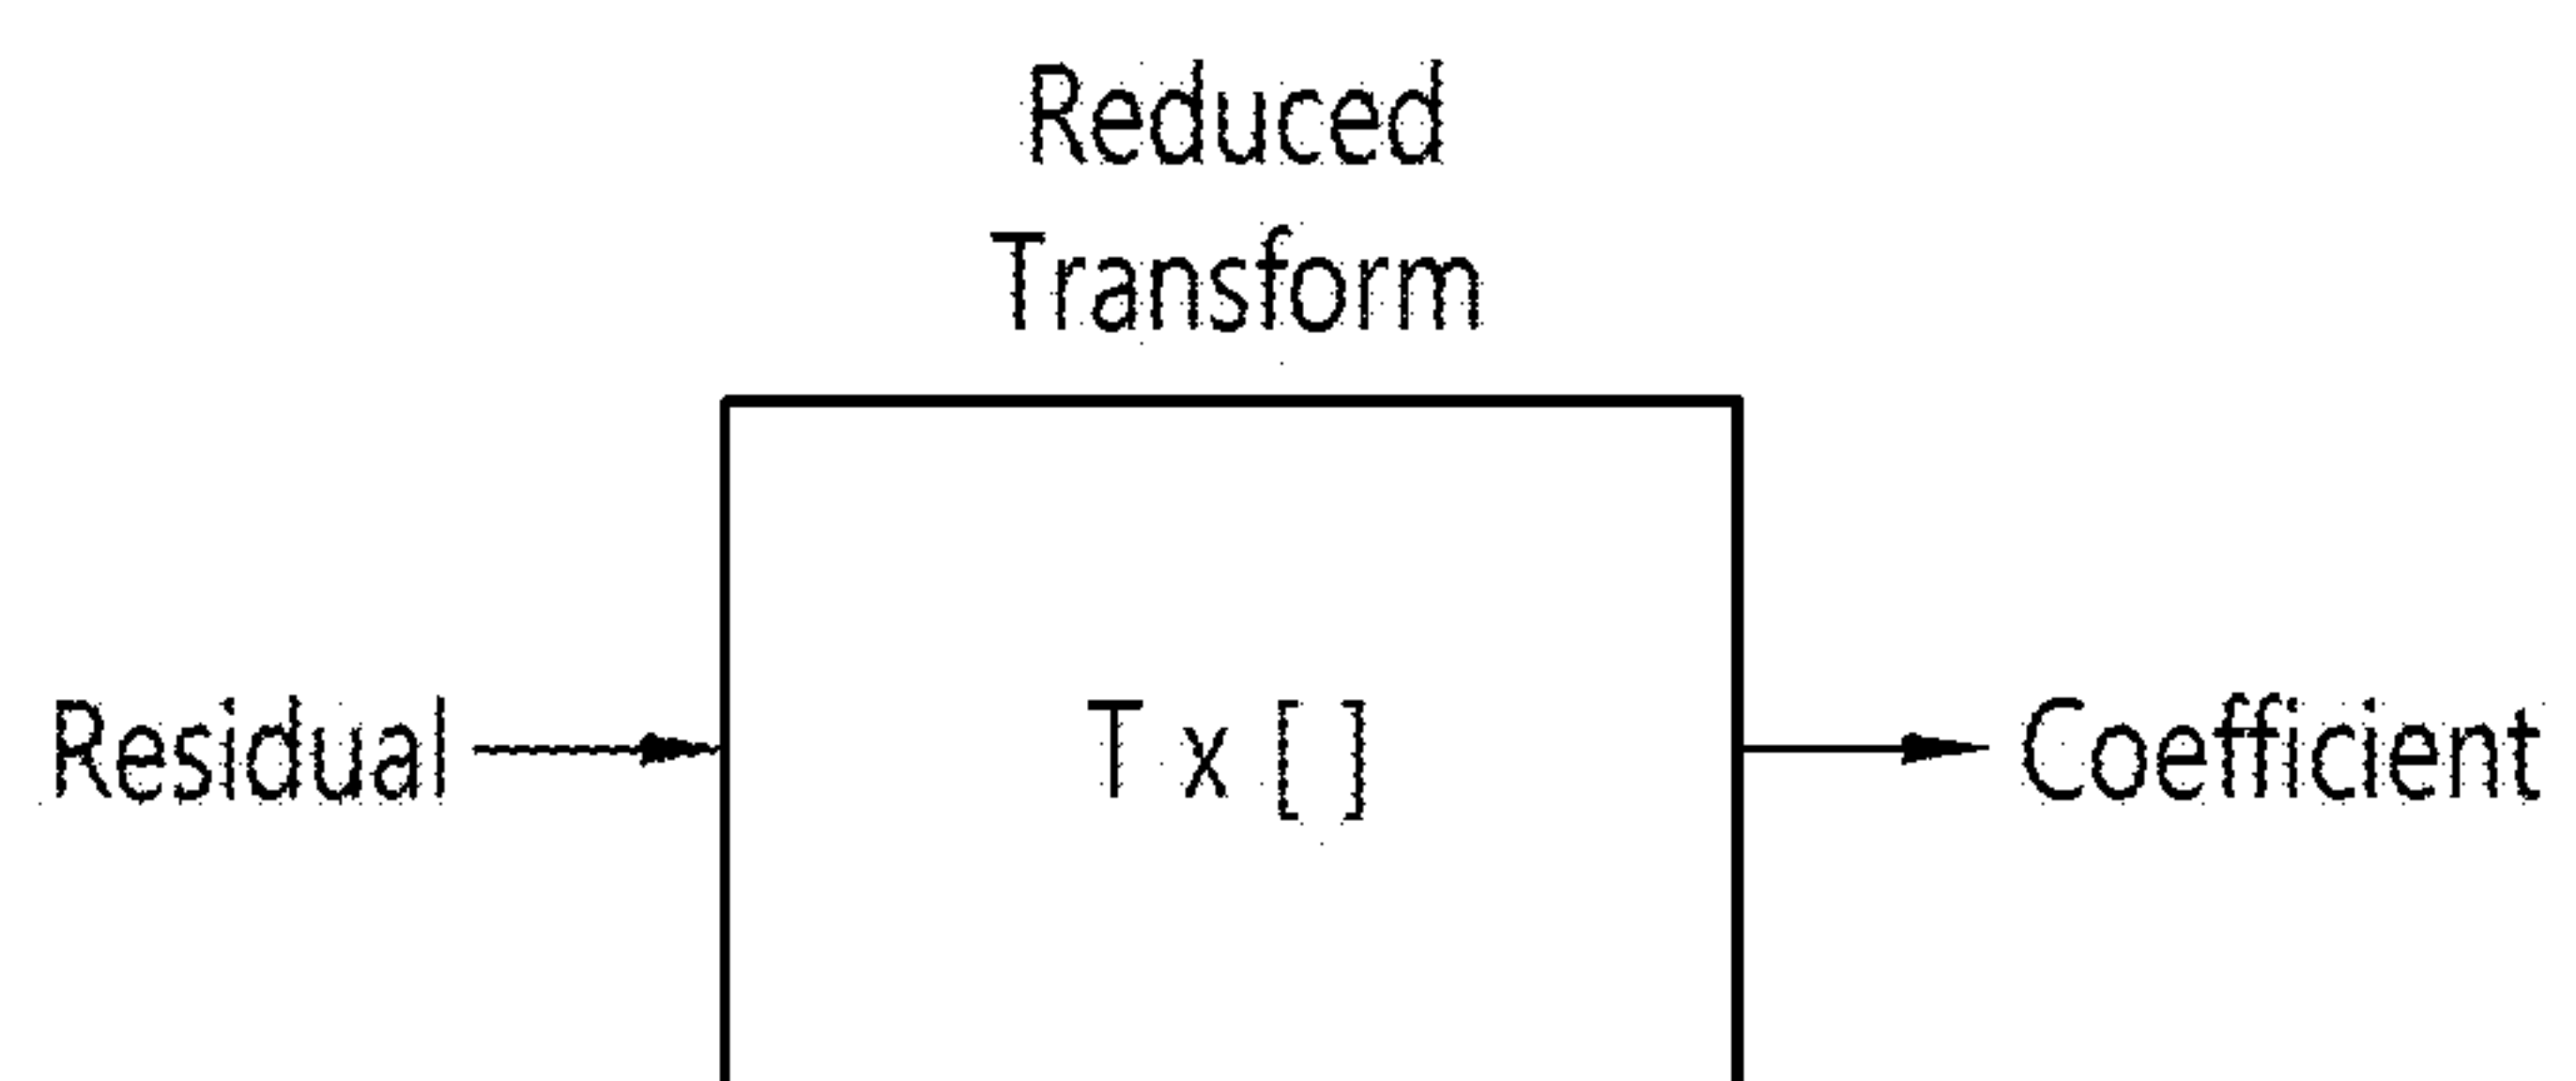 Reduced
Transform
Residual
T x [ ]
Coefficient